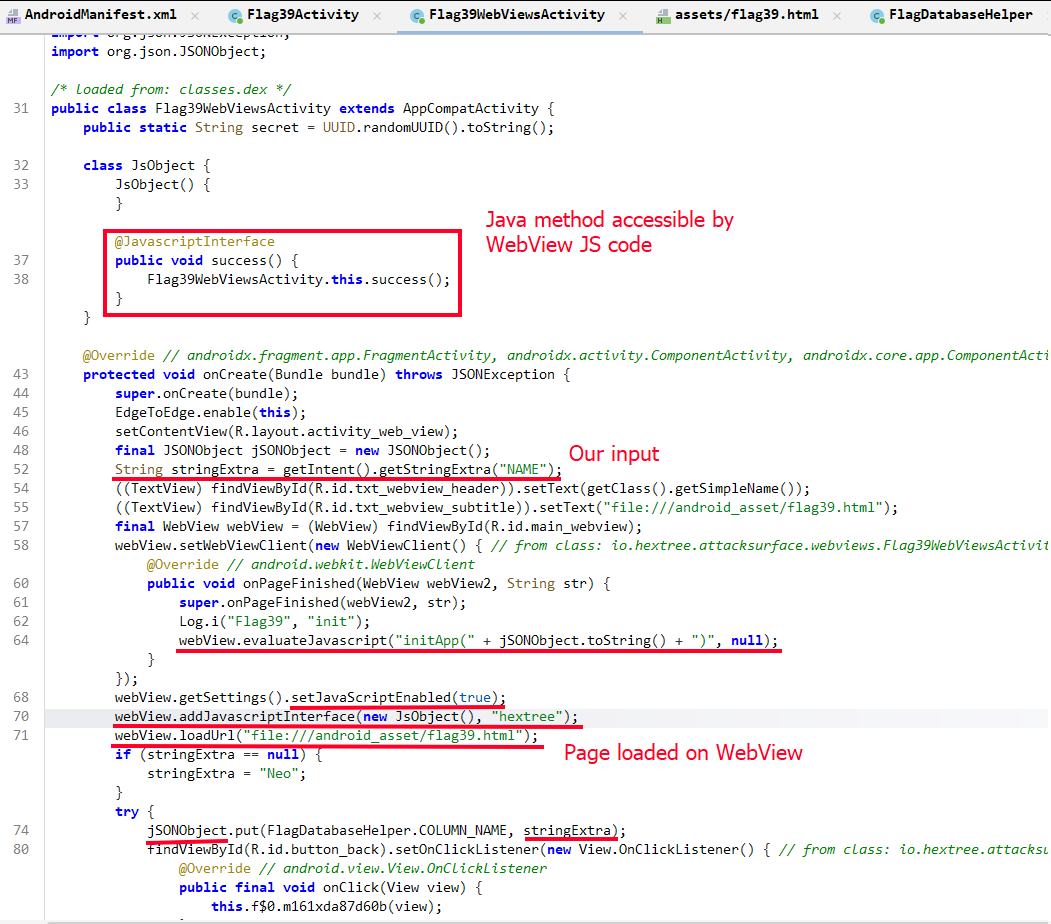 AndroidManifest.xml × Flag39Activity × Flag39WebViewsActivity × assets/flag39.html × FlagDatabaseHelper
import org.json.JSONException;
import org.json.JSONObject;
/* loaded from: classes.dex */
31 public class Flag39WebViewsActivity extends AppCompatActivity {
public static String secret = UUID.randomUUID().toString();
32 class JsObject {
33 JsObject() {
}
Java method accessible by
WebView JS code
@JavascriptInterface
37 public void success() {
38 Flag39WebViewsActivity.this.success();
}
}
@Override // androidx.fragment.app.FragmentActivity, androidx.activity.ComponentActivity, androidx.core.app.ComponentActi
43 protected void onCreate(Bundle bundle) throws JSONException {
44 super.onCreate(bundle);
45 EdgeToEdge.enable(this);
46 setContentView(R.layout.activity_web_view);
48 final JSONObject jSONObject = new JSONObject();
Our input
52 String stringExtra = getIntent().getStringExtra("NAME");
54 ((TextView) findViewById(R.id.txt_webview_header)).setText(getClass().getSimpleName());
55 ((TextView) findViewById(R.id.txt_webview_subtitle)).setText("file:///android_asset/flag39.html");
57 final WebView webView = (WebView) findViewById(R.id.main_webview);
58 webView.setWebViewClient(new WebViewClient() { // from class: io.hextree.attacksurface.webviews.Flag39WebViewsActivit
@Override // android.webkit.WebViewClient
60 public void onPageFinished(WebView webView2, String str) {
61 super.onPageFinished(webView2, str);
62 Log.i("Flag39", "init");
64 webView.evaluateJavascript("initApp(" + jSONObject.toString() + ")", null);
}
});
68 webView.getSettings().setJavaScriptEnabled(true);
70 webView.addJavascriptInterface(new JsObject(), "hextree");
71 webView.loadUrl("file:///android_asset/flag39.html");
Page loaded on WebView
if (stringExtra == null) {
stringExtra = "Neo";
}
try {
74 jSONObject.put(FlagDatabaseHelper.COLUMN_NAME, stringExtra);
80 findViewById(R.id.button_back).setOnClickListener(new View.OnClickListener() { // from class: io.hextree.attacksu
@Override // android.view.View.OnClickListener
public final void onClick(View view) {
this.f$0.m161xda87d60b(view);